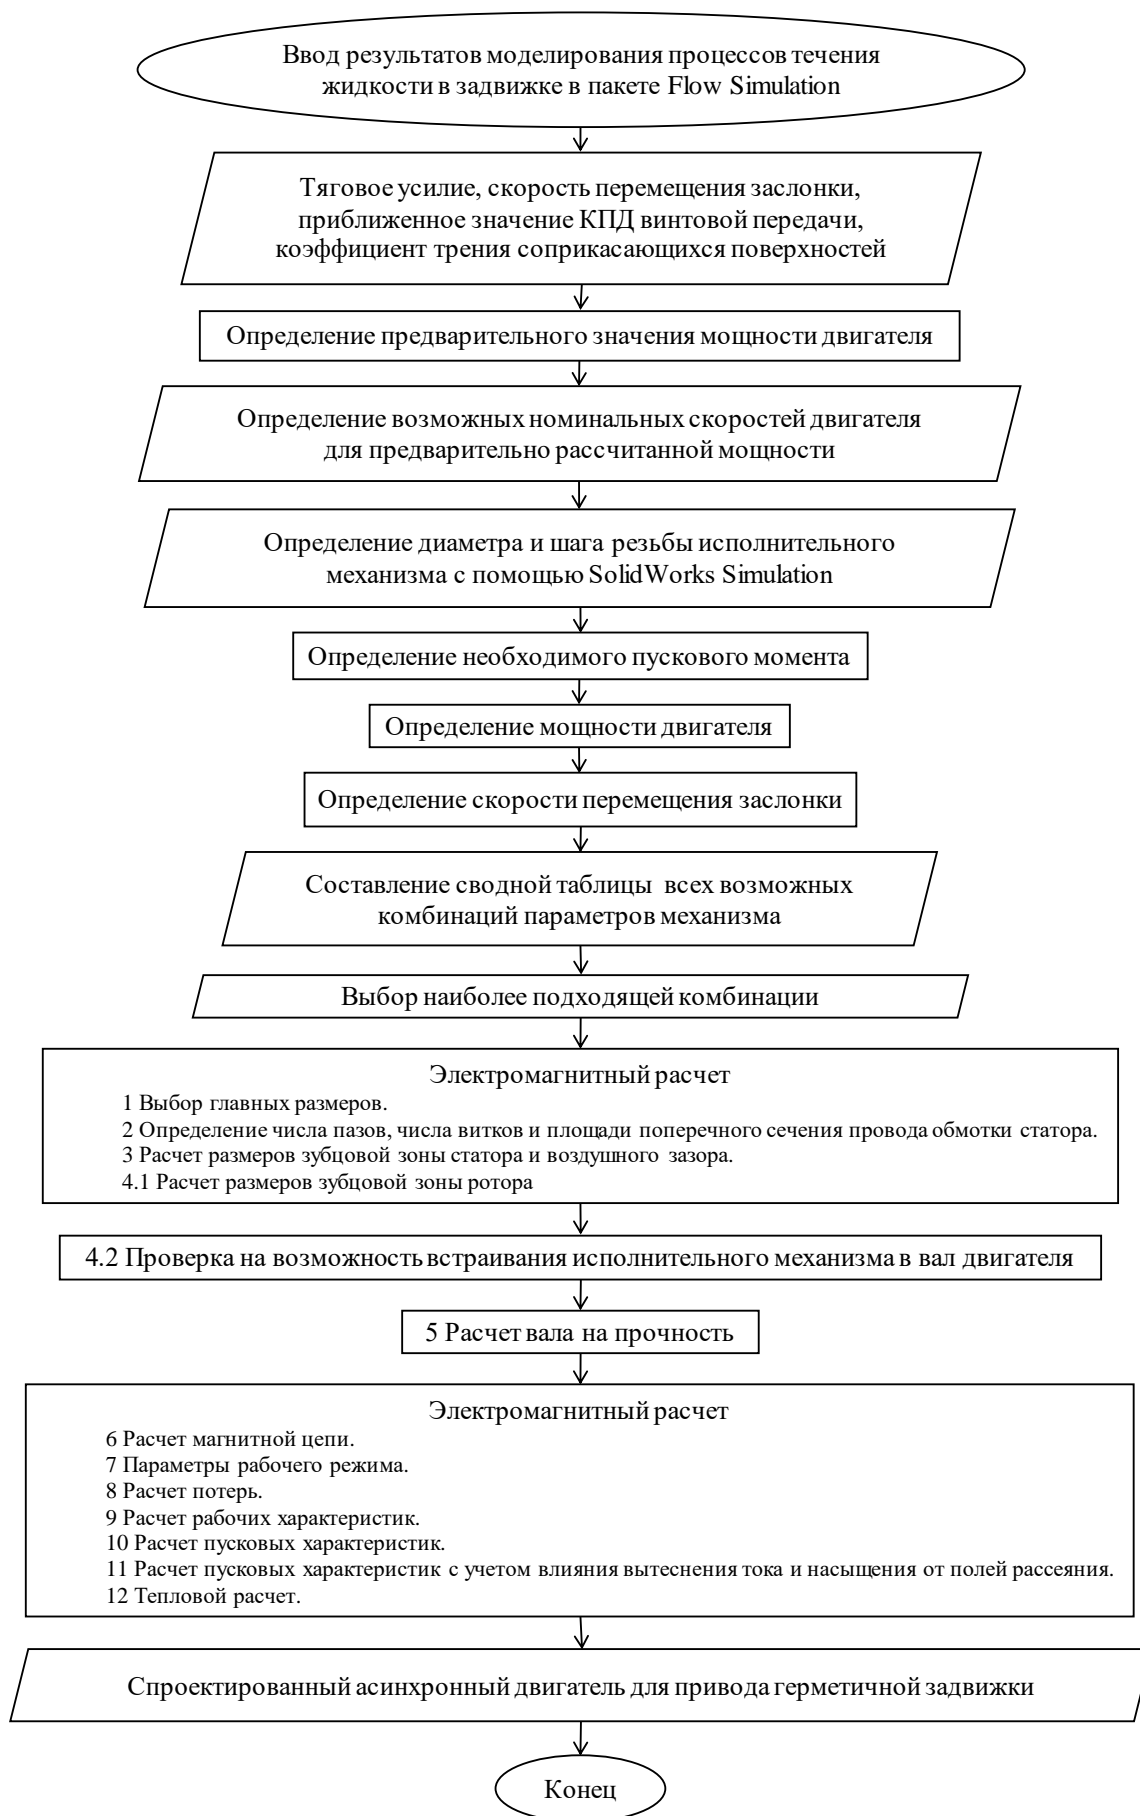 Ввод результатов моделирования процессов течения
жидкости в задвижке в пакете Flow Simulation
Тяговое усилие, скорость перемещения заслонки,
приближенное значение КПД винтовой передачи,
коэффициент трения соприкасающихся поверхностей
Определение предварительного значения мощности двигателя
Определение возможных номинальных скоростей двигателя
для предварительно рассчитанной мощности
Определение диаметра и шага резьбы исполнительного
механизма с помощью SolidWorks Simulation
Определение необходимого пускового момента
Определение мощности двигателя
Определение скорости перемещения заслонки
Составление сводной таблицы всех возможных
комбинаций параметров механизма
Выбор наиболее подходящей комбинации
Электромагнитный расчет
1 Выбор главных размеров.
2 Определение числа пазов, числа витков и площади поперечного сечения провода обмотки статора.
3 Расчет размеров зубцовой зоны статора и воздушного зазора.
4.1 Расчет размеров зубцовой зоны ротора
4.2 Проверка на возможность встраивания исполнительного механизма в вал двигателя
5 Расчет вала на прочность
Электромагнитный расчет
6 Расчет магнитной цепи.
7 Параметры рабочего режима.
8 Расчет потерь.
9 Расчет рабочих характеристик.
10 Расчет пусковых характеристик.
11 Расчет пусковых характеристик с учетом влияния вытеснения тока и насыщения от полей рассеяния.
12 Тепловой расчет.
Спроектированный асинхронный двигатель для привода герметичной задвижки
Конец